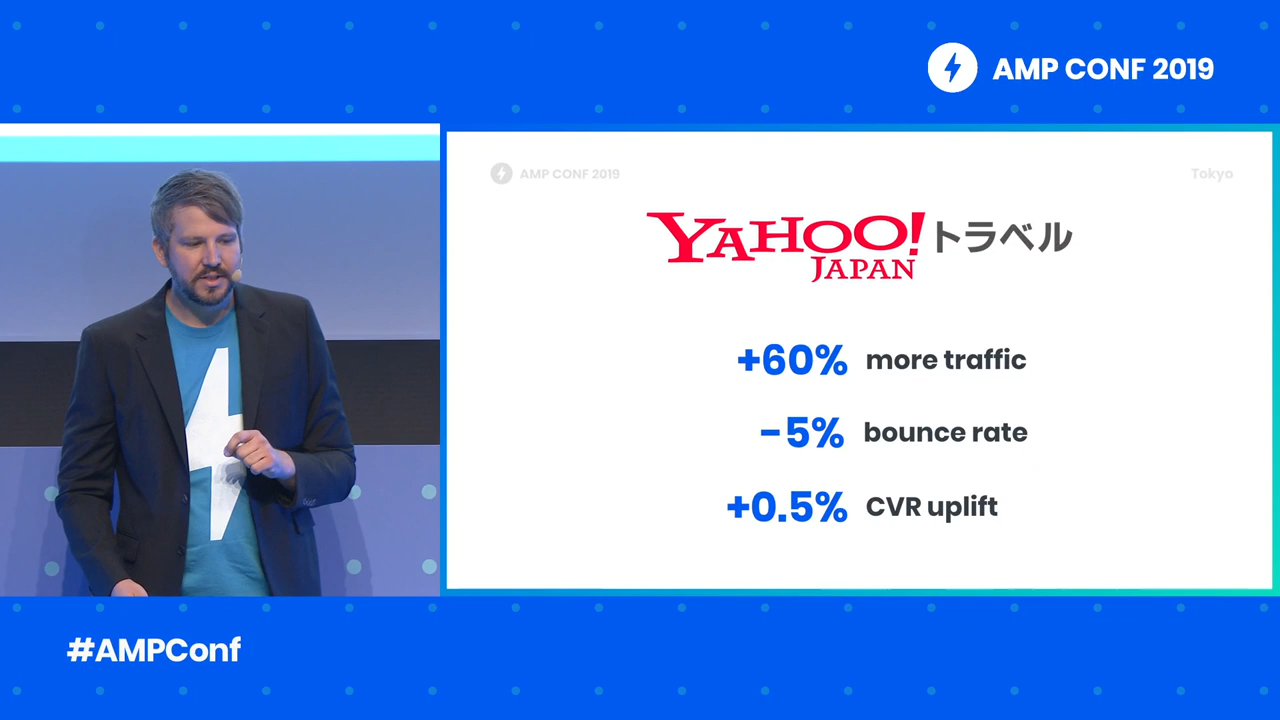 AMP CONF 2019
AMP CONF 2019
Tokyo
YAHOO! トラベル
JAPAN
+60% more traffic
-5% bounce rate
+0.5% CVR uplift
#AMPConf